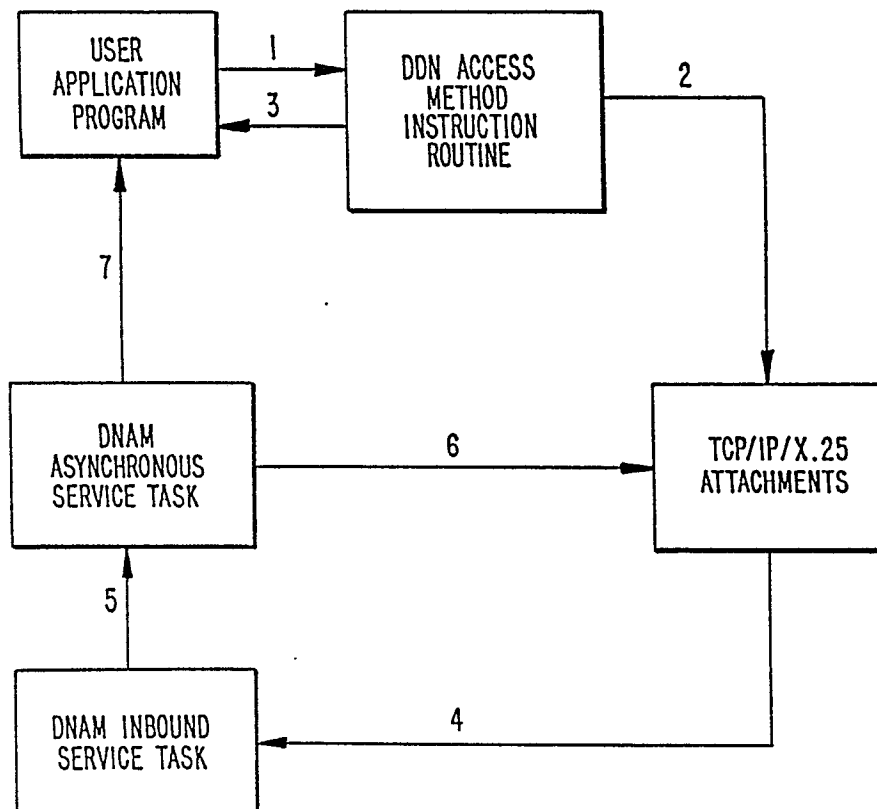 USER
APPLICATION
PROGRAM
1
3
DDN ACCESS
METHOD
INSTRUCTION
ROUTINE
2
7
DNAM
ASYNCHRONOUS
SERVICE TASK
6
TCP/IP/X.25
ATTACHMENTS
5
DNAM INBOUND
SERVICE TASK
4